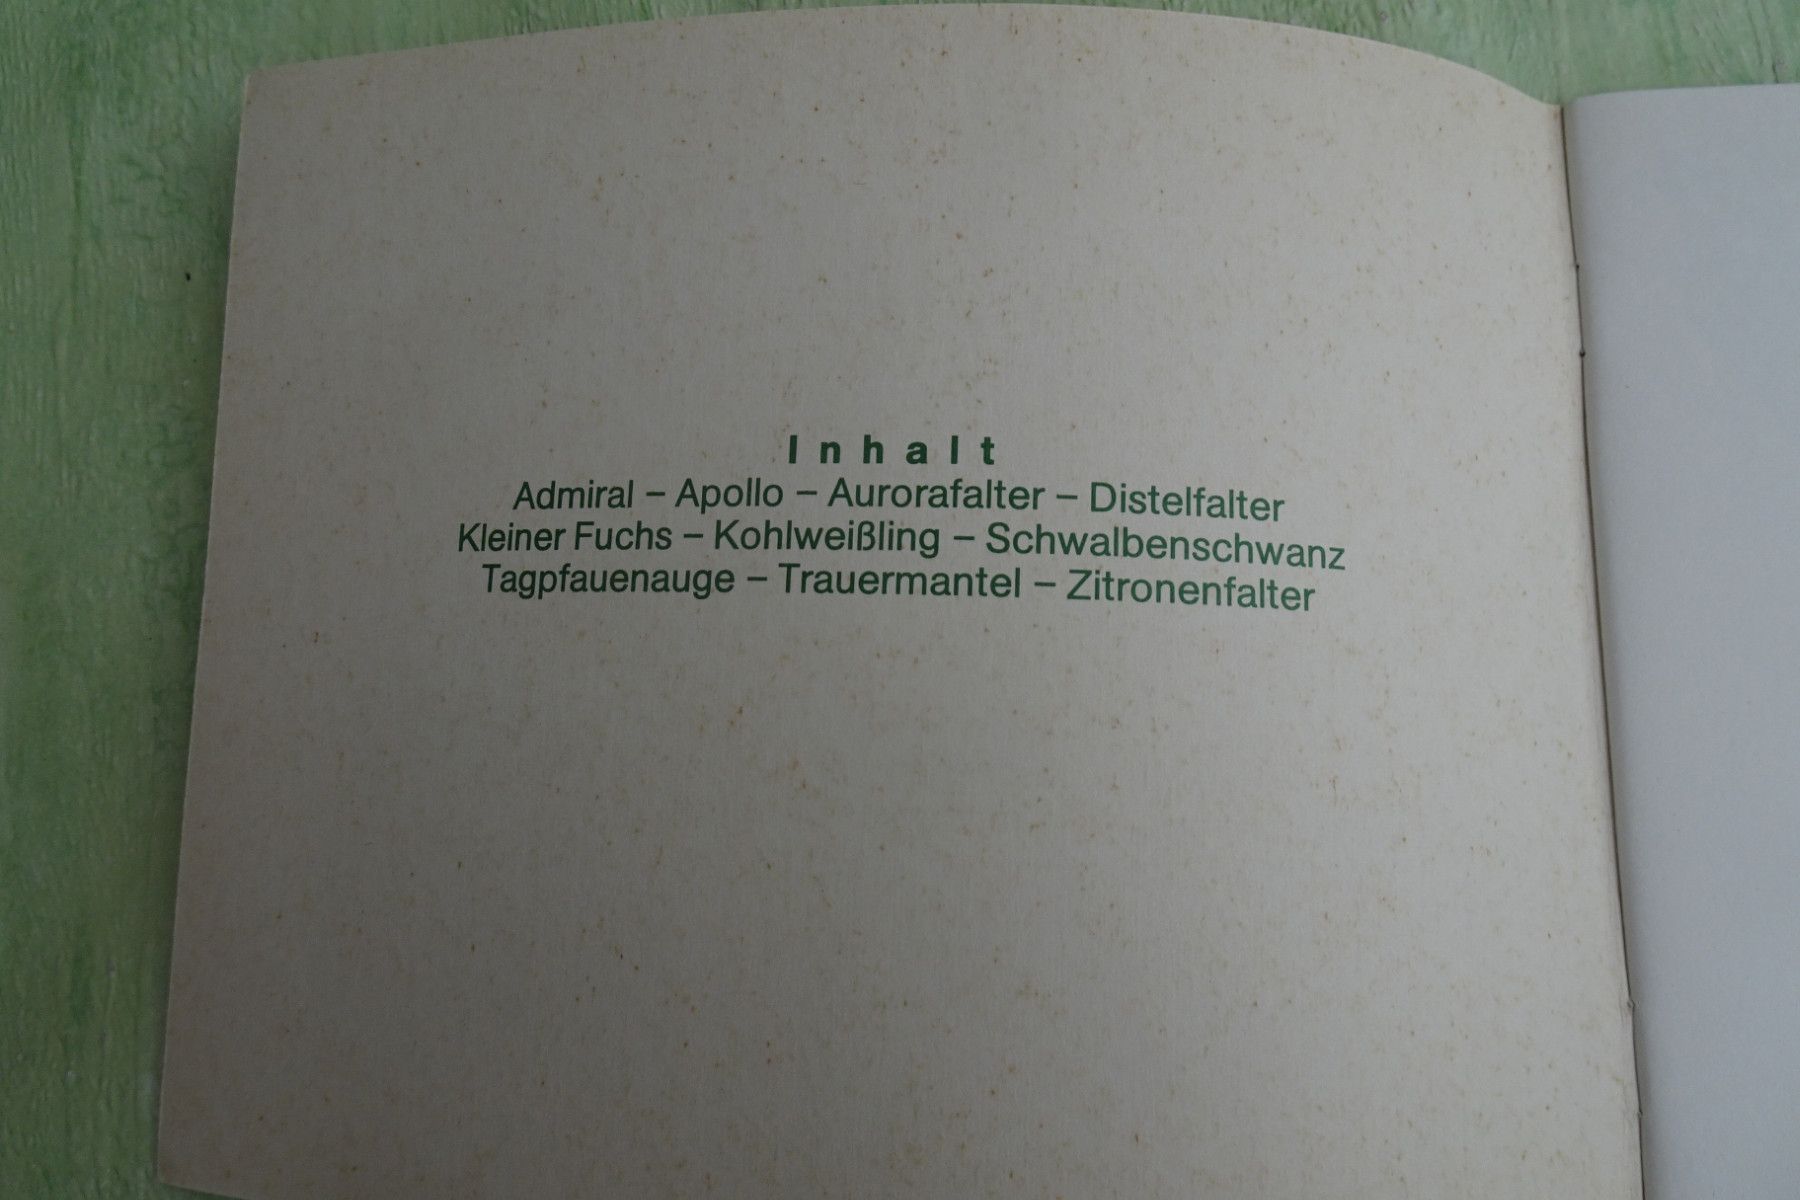 Inhalt
Admiral – Apollo – Aurorafalter – Distelfalter
Kleiner Fuchs – Kohlweißling – Schwalbenschwanz
Tagpfauenauge – Trauermantel – Zitronenfalter